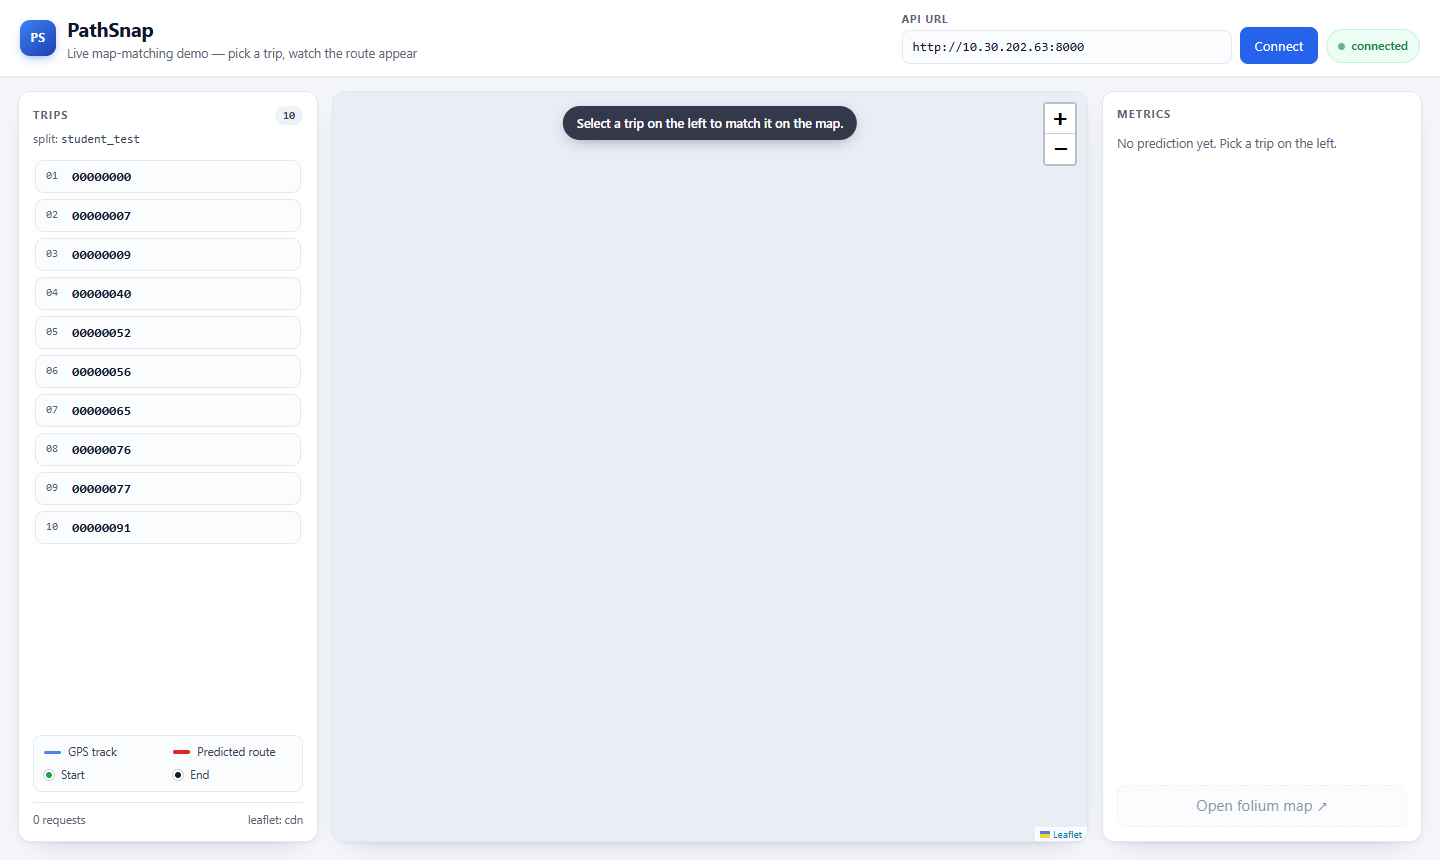 PS
PathSnap
Live map-matching demo — pick a trip, watch the route appear
API URL
http://10.30.202.63:8000
Connect
connected
TRIPS
10
split: student_test
01 00000000
02 00000007
03 00000009
04 00000040
05 00000052
06 00000056
07 00000065
08 00000076
09 00000077
10 00000091
GPS track
Predicted route
Start
End
0 requests
leaflet: cdn
Select a trip on the left to match it on the map.
+
−
Leaflet
METRICS
No prediction yet. Pick a trip on the left.
Open folium map ↗